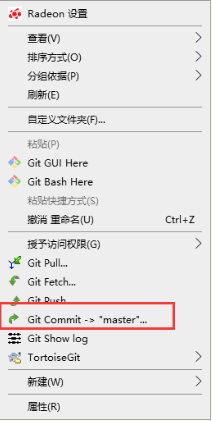 Radeon 设置
查看(V)
排序方式(O)
分组依据(P)
刷新(E)
自定义文件夹(F)...
粘贴(P)
Git GUI Here
Git Bash Here
粘贴快捷方式(S)
撤消 重命名(U) Ctrl+Z
授予访问权限(G)
Git Pull...
Git Fetch...
Git Push...
Git Commit -> "master"...
Git Show log
TortoiseGit
新建(W)
属性(R)